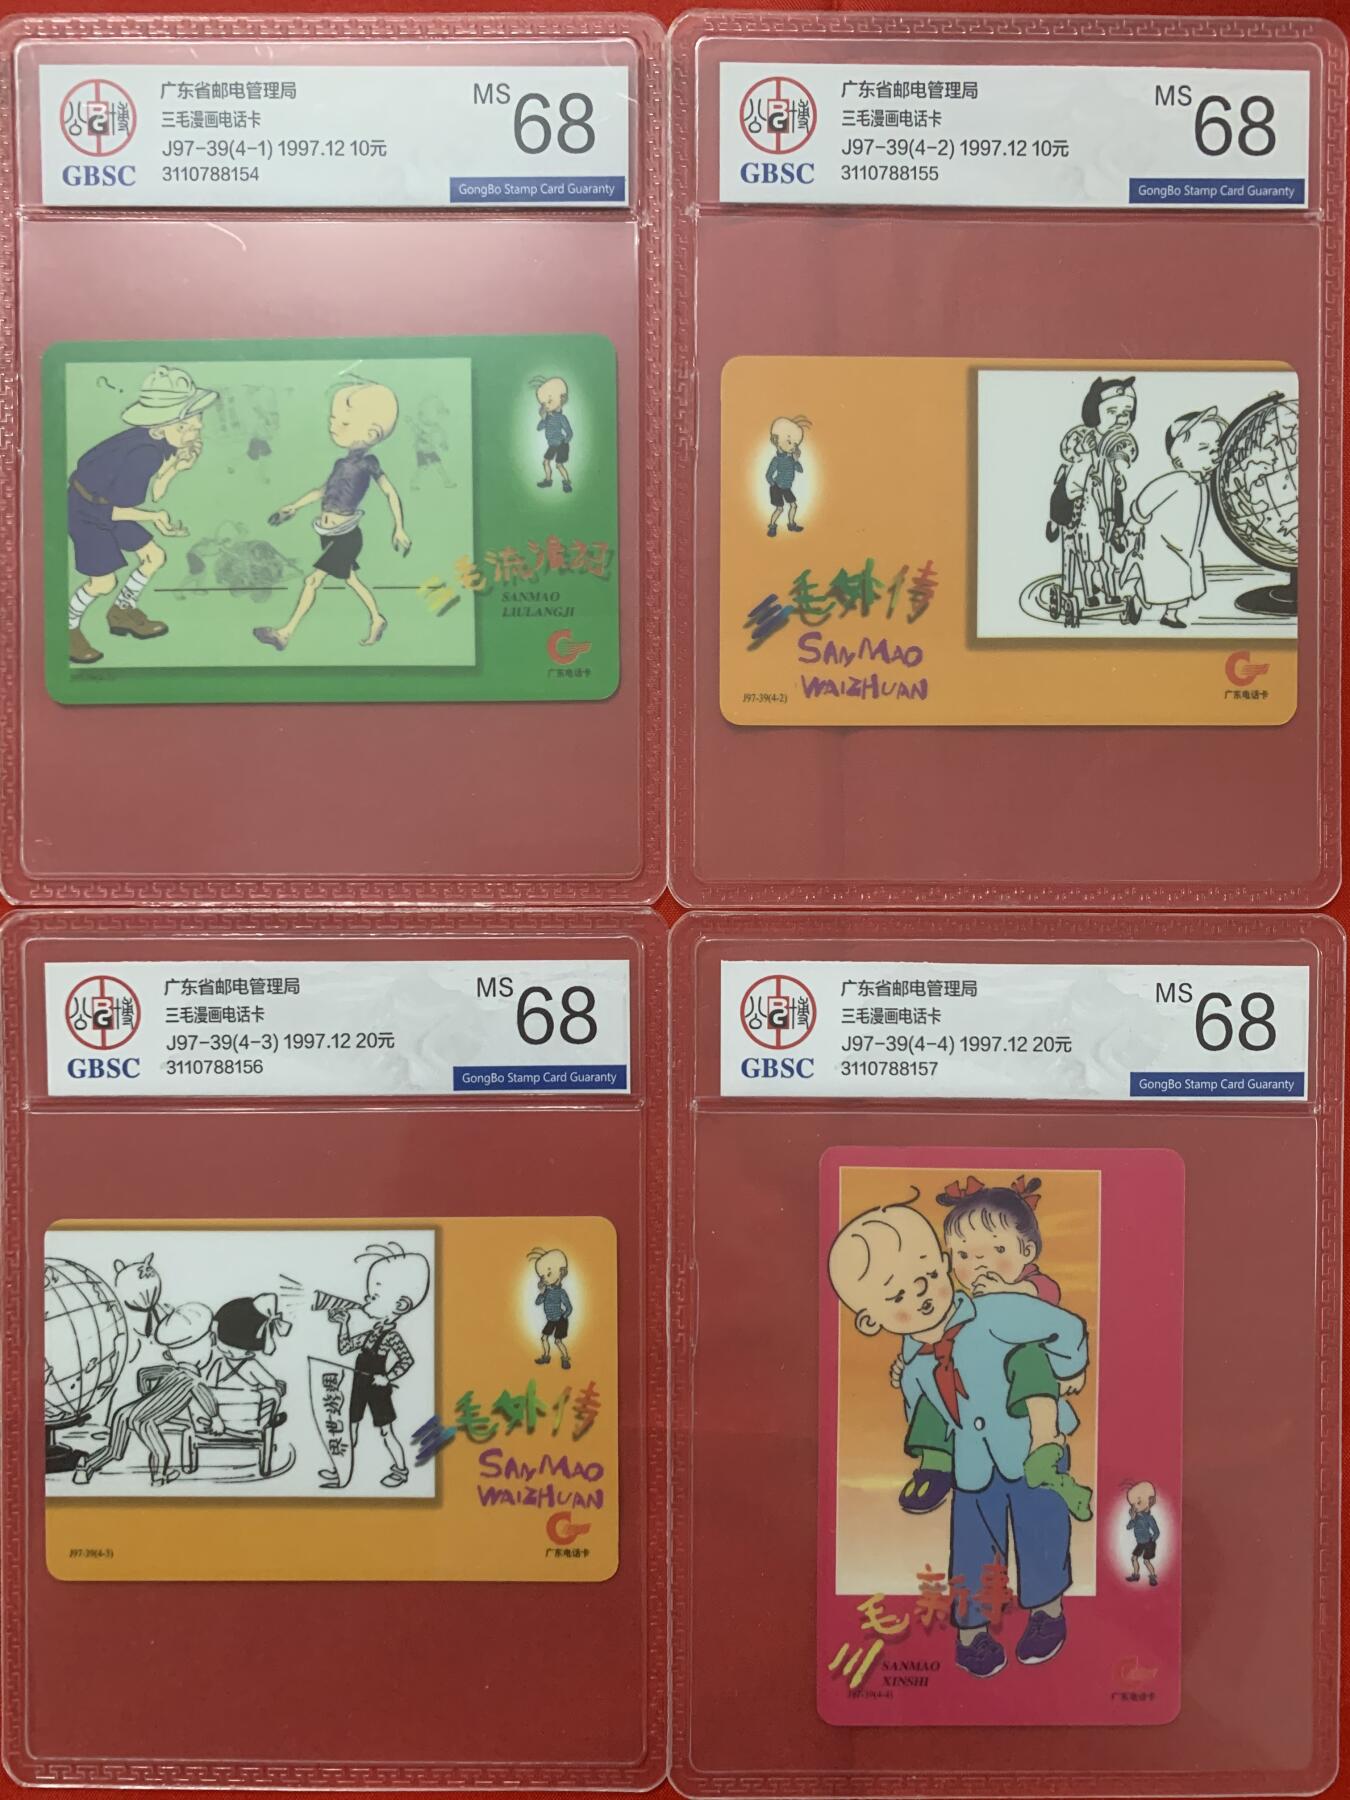 广东省邮电管理局
三毛漫画电话卡
J97-39(4-1) 1997.12 10元
3110788154
MS 68
GBSC
GongBo Stamp Card Guaranty
三毛流浪记
SANMAO
LIULANGJI
广东电话卡
广东省邮电管理局
三毛漫画电话卡
J97-39(4-2) 1997.12 10元
3110788155
MS 68
GBSC
GongBo Stamp Card Guaranty
三毛外传
SANMAO
WAIZHUAN
J97-39(4-2)
广东电话卡
广东省邮电管理局
三毛漫画电话卡
J97-39(4-3) 1997.12 20元
3110788156
MS 68
GBSC
GongBo Stamp Card Guaranty
三毛外传
SANMAO
WAIZHUAN
J97-39(4-3)
广东电话卡
广东省邮电管理局
三毛漫画电话卡
J97-39(4-4) 1997.12 20元
3110788157
MS 68
GBSC
GongBo Stamp Card Guaranty
三毛新事
SANMAO
XINSHI
J97-39(4-4)
广东电话卡